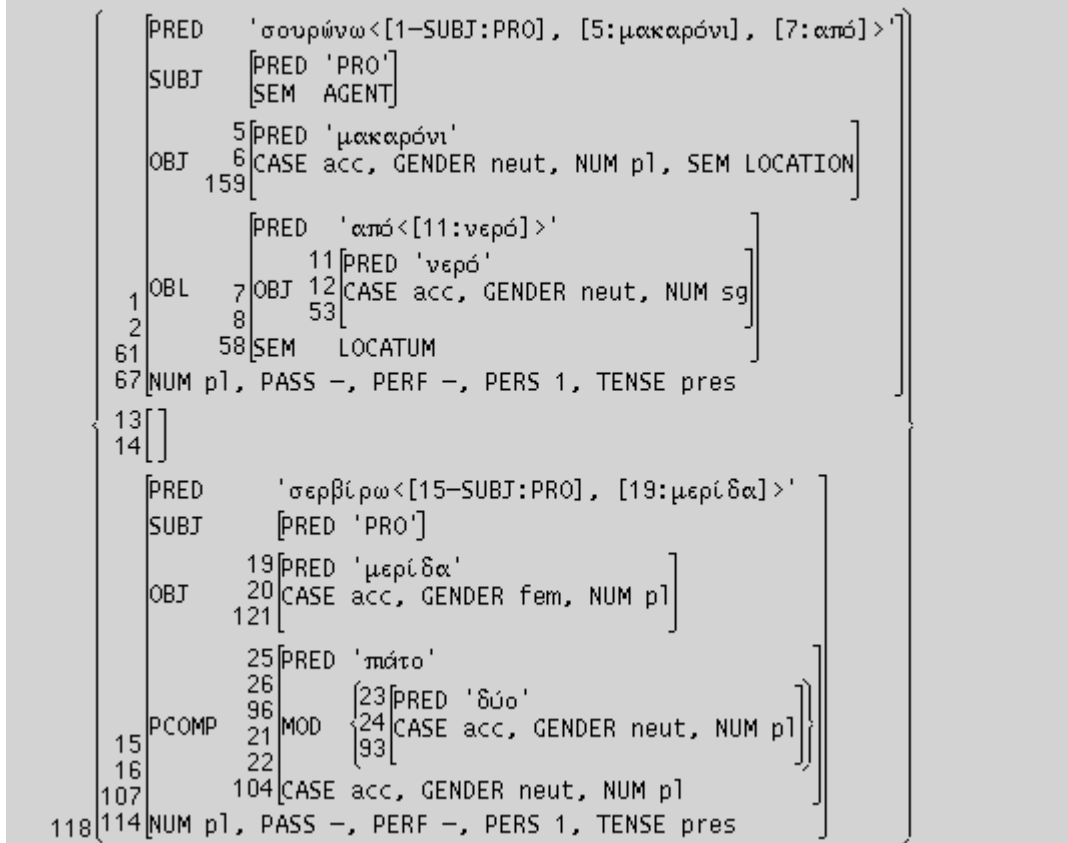 PRED 'σουρώνω<[1-SUBJ:PRO], [5:μακαρόνι], [7:από]>'
PRED 'PRO'
SUBJ
SEM AGENT
5 PRED 'μακαρόνι'
OBJ 6 CASE acc, GENDER neut, NUM pl, SEM LOCATION
159
PRED 'από<[11:νερό]>'
11 PRED 'νερό'
1 OBL 7 OBJ 12 CASE acc, GENDER neut, NUM sg
2 8 53
61 58 SEM LOCATUM
67 NUM pl, PASS −, PERF −, PERS 1, TENSE pres
13 []
14
PRED 'σερβίρω<[15-SUBJ:PRO], [19:μερίδα]>'
SUBJ [PRED 'PRO']
19 PRED 'μερίδα'
OBJ 20 CASE acc, GENDER fem, NUM pl
121
25 PRED 'πιάτο'
26 23 PRED 'δύο'
15 PCOMP 96 21 MOD 24 CASE acc, GENDER neut, NUM pl
16 22 93
107 104 CASE acc, GENDER neut, NUM pl
118 114 NUM pl, PASS −, PERF −, PERS 1, TENSE pres